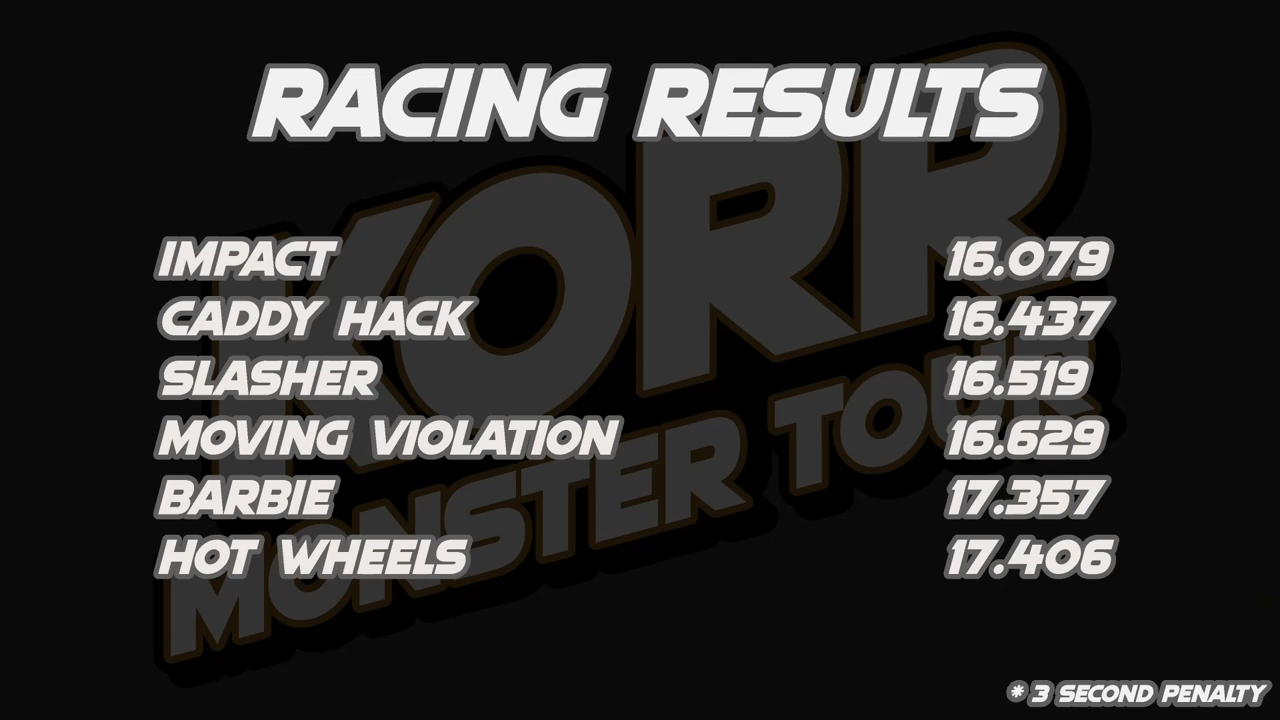 RACING RESULTS
KORR
MONSTER TOUR
IMPACT 16.079
CADDY HACK 16.437
SLASHER 16.519
MOVING VIOLATION 16.629
BARBIE 17.357
HOT WHEELS 17.406
* 3 SECOND PENALTY